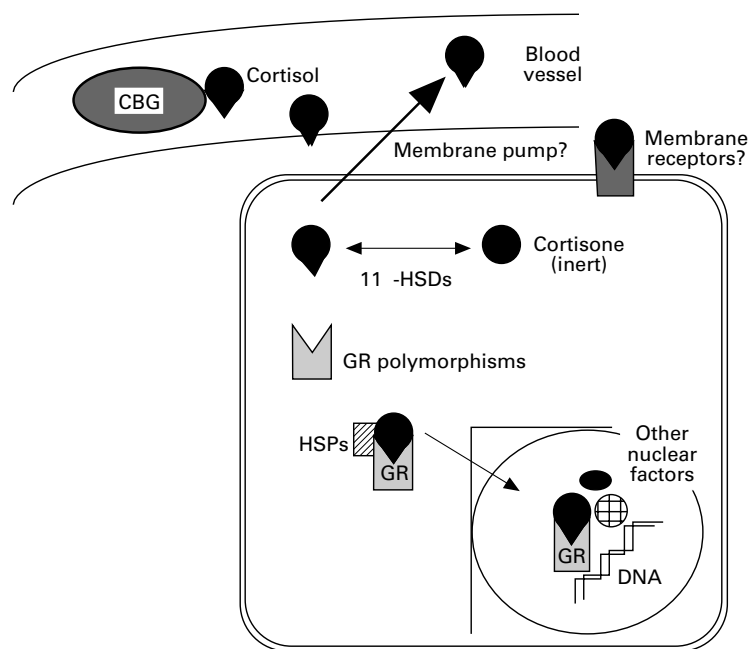 Blood
vessel
Cortisol
CBG
Membrane pump?
Membrane
receptors?
Cortisone
(inert)
11 -HSDs
GR polymorphisms
HSPs
GR
Other
nuclear
factors
GR
DNA